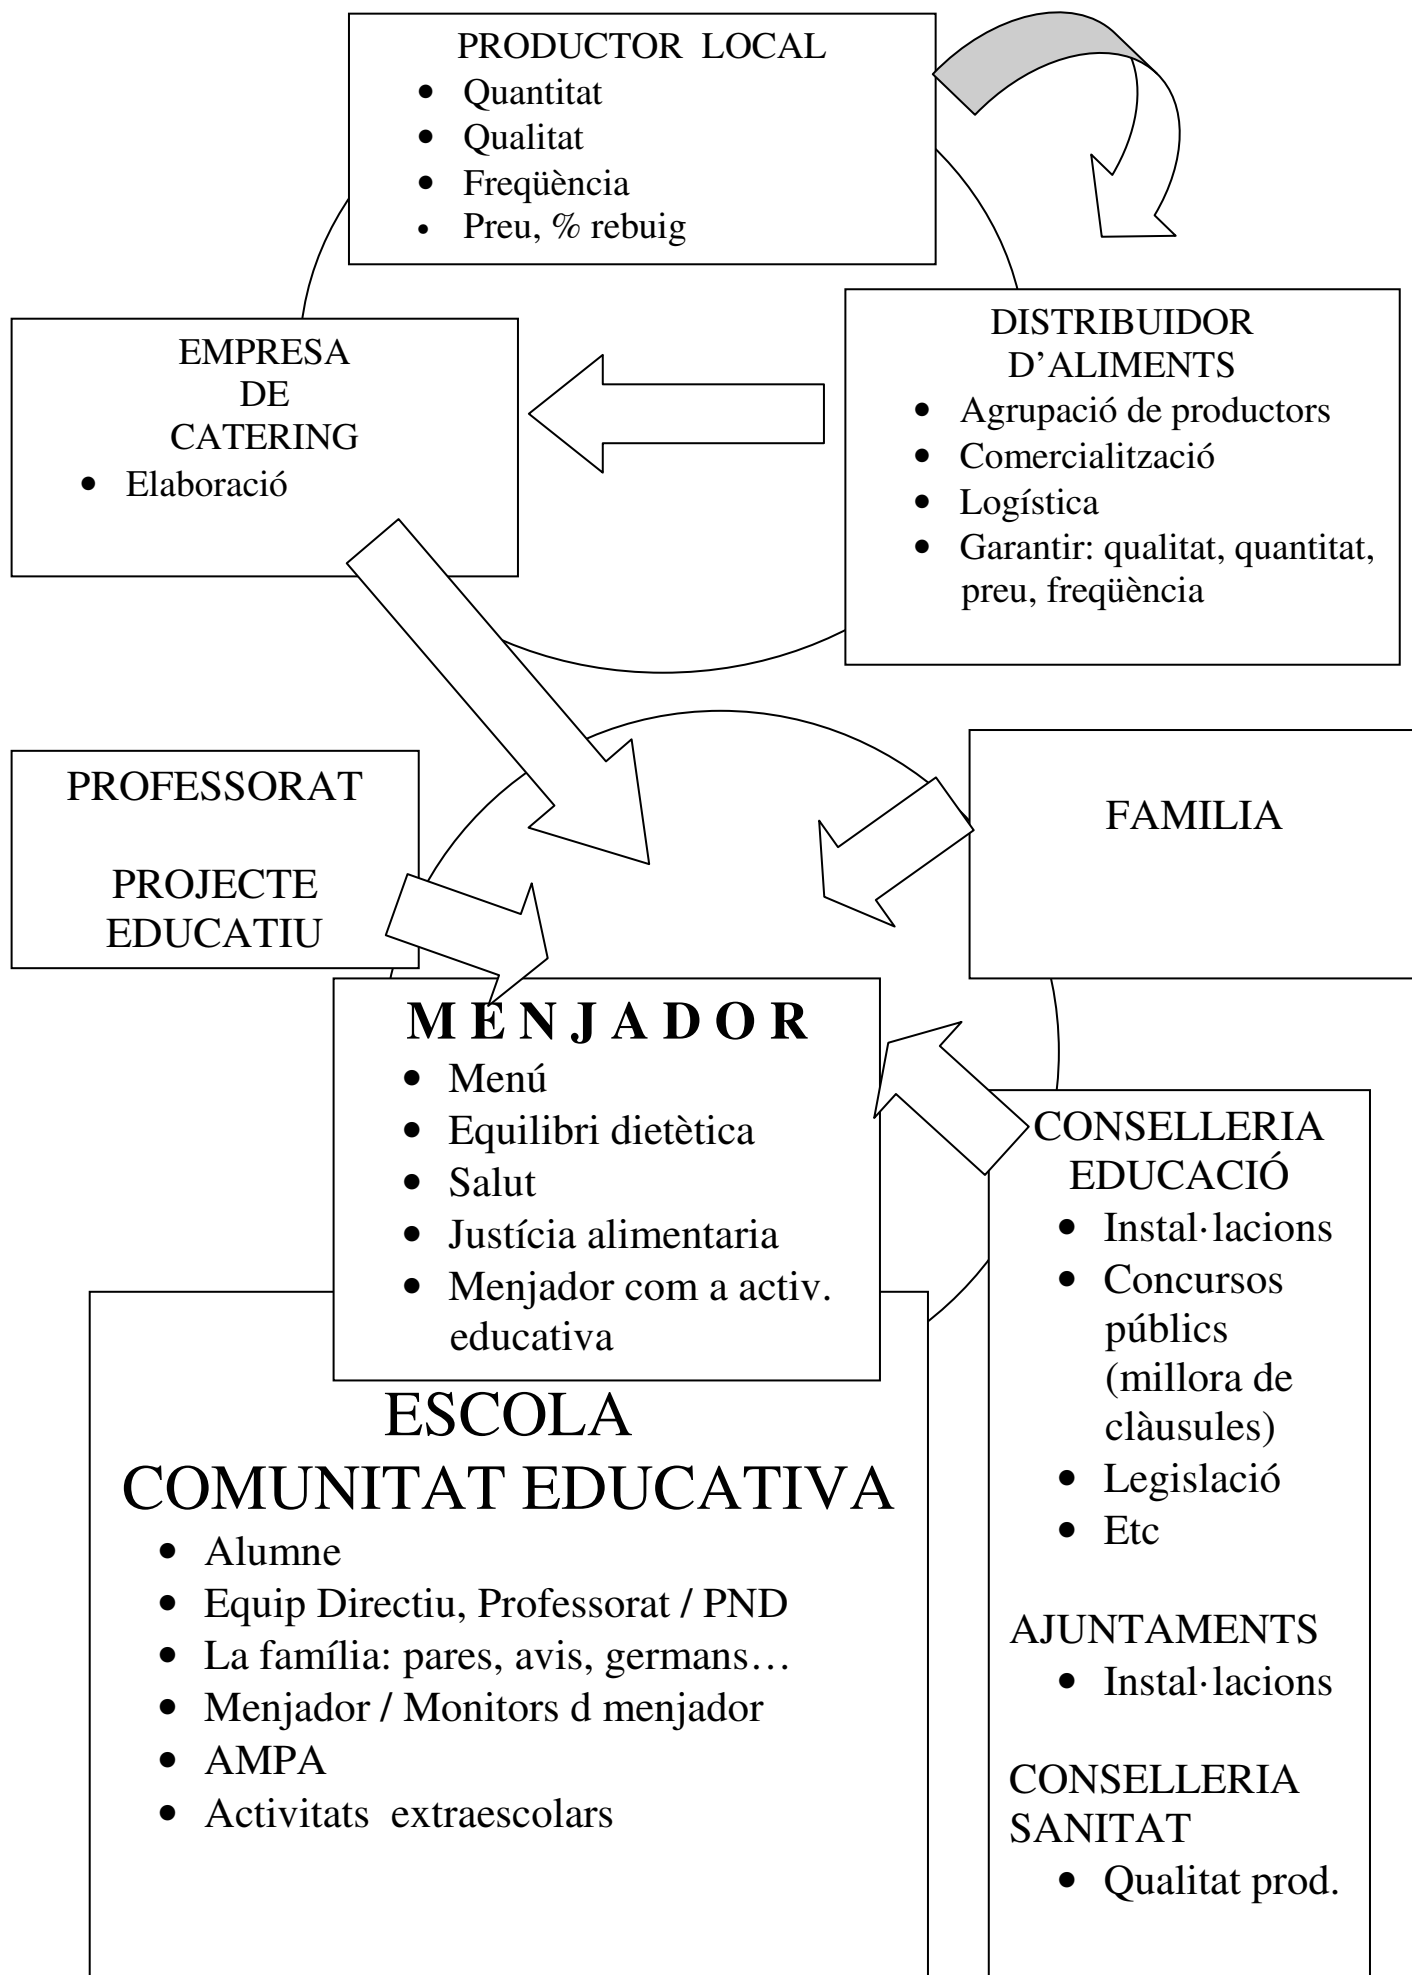 PRODUCTOR LOCAL
• Quantitat
• Qualitat
• Freqüència
• Preu, % rebuig
DISTRIBUIDOR
D’ALIMENTS
• Agrupació de productors
• Comercialització
• Logística
• Garantir: qualitat, quantitat,
preu, freqüència
EMPRESA
DE
CATERING
• Elaboració
PROFESSORAT
PROJECTE
EDUCATIU
FAMILIA
MENJADOR
• Menú
• Equilibri dietètica
• Salut
• Justícia alimentaria
• Menjador com a activ.
educativa
ESCOLA
COMUNITAT EDUCATIVA
• Alumne
• Equip Directiu, Professorat / PND
• La família: pares, avis, germans…
• Menjador / Monitors d menjador
• AMPA
• Activitats extraescolars
CONSELLERIA
EDUCACIÓ
• Instal·lacions
• Concursos
públics
(millora de
clàusules)
• Legislació
• Etc
AJUNTAMENTS
• Instal·lacions
CONSELLERIA
SANITAT
• Qualitat prod.